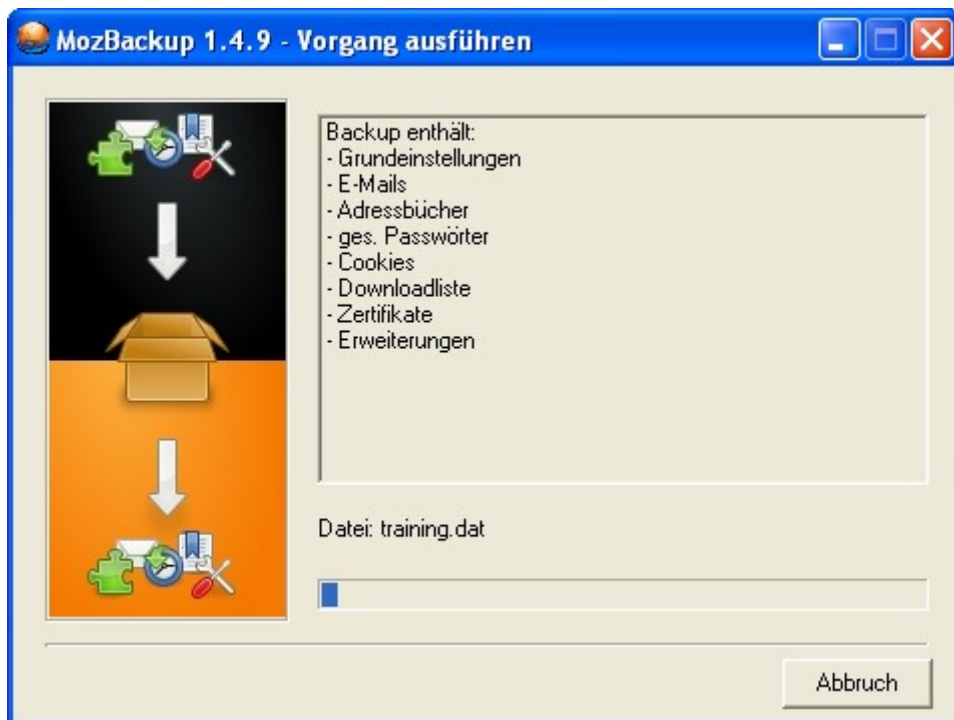 MozBackup 1.4.9 - Vorgang ausführen
Backup enthält:
- Grundeinstellungen
- E-Mails
- Adressbücher
- ges. Passwörter
- Cookies
- Downloadliste
- Zertifikate
- Erweiterungen
Datei: training.dat
Abbruch